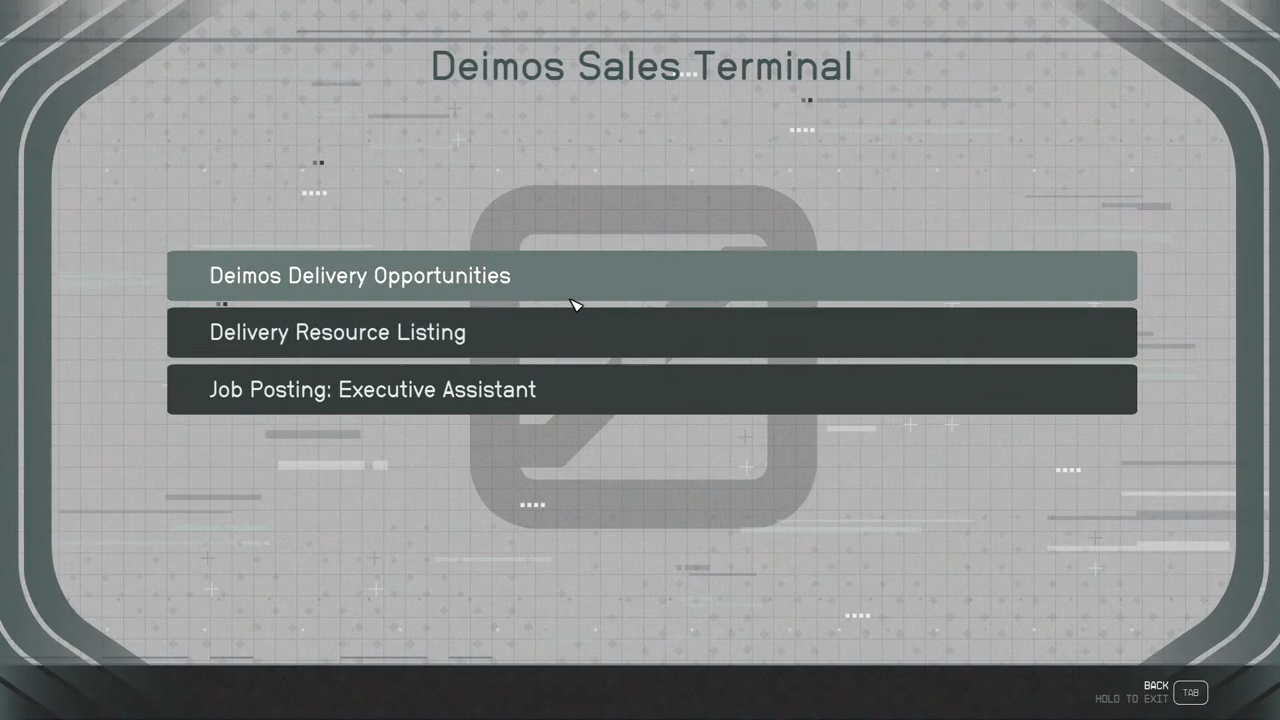 Deimos Sales Terminal
Deimos Delivery Opportunities
Delivery Resource Listing
Job Posting: Executive Assistant
BACK
HOLD TO EXIT
TAB